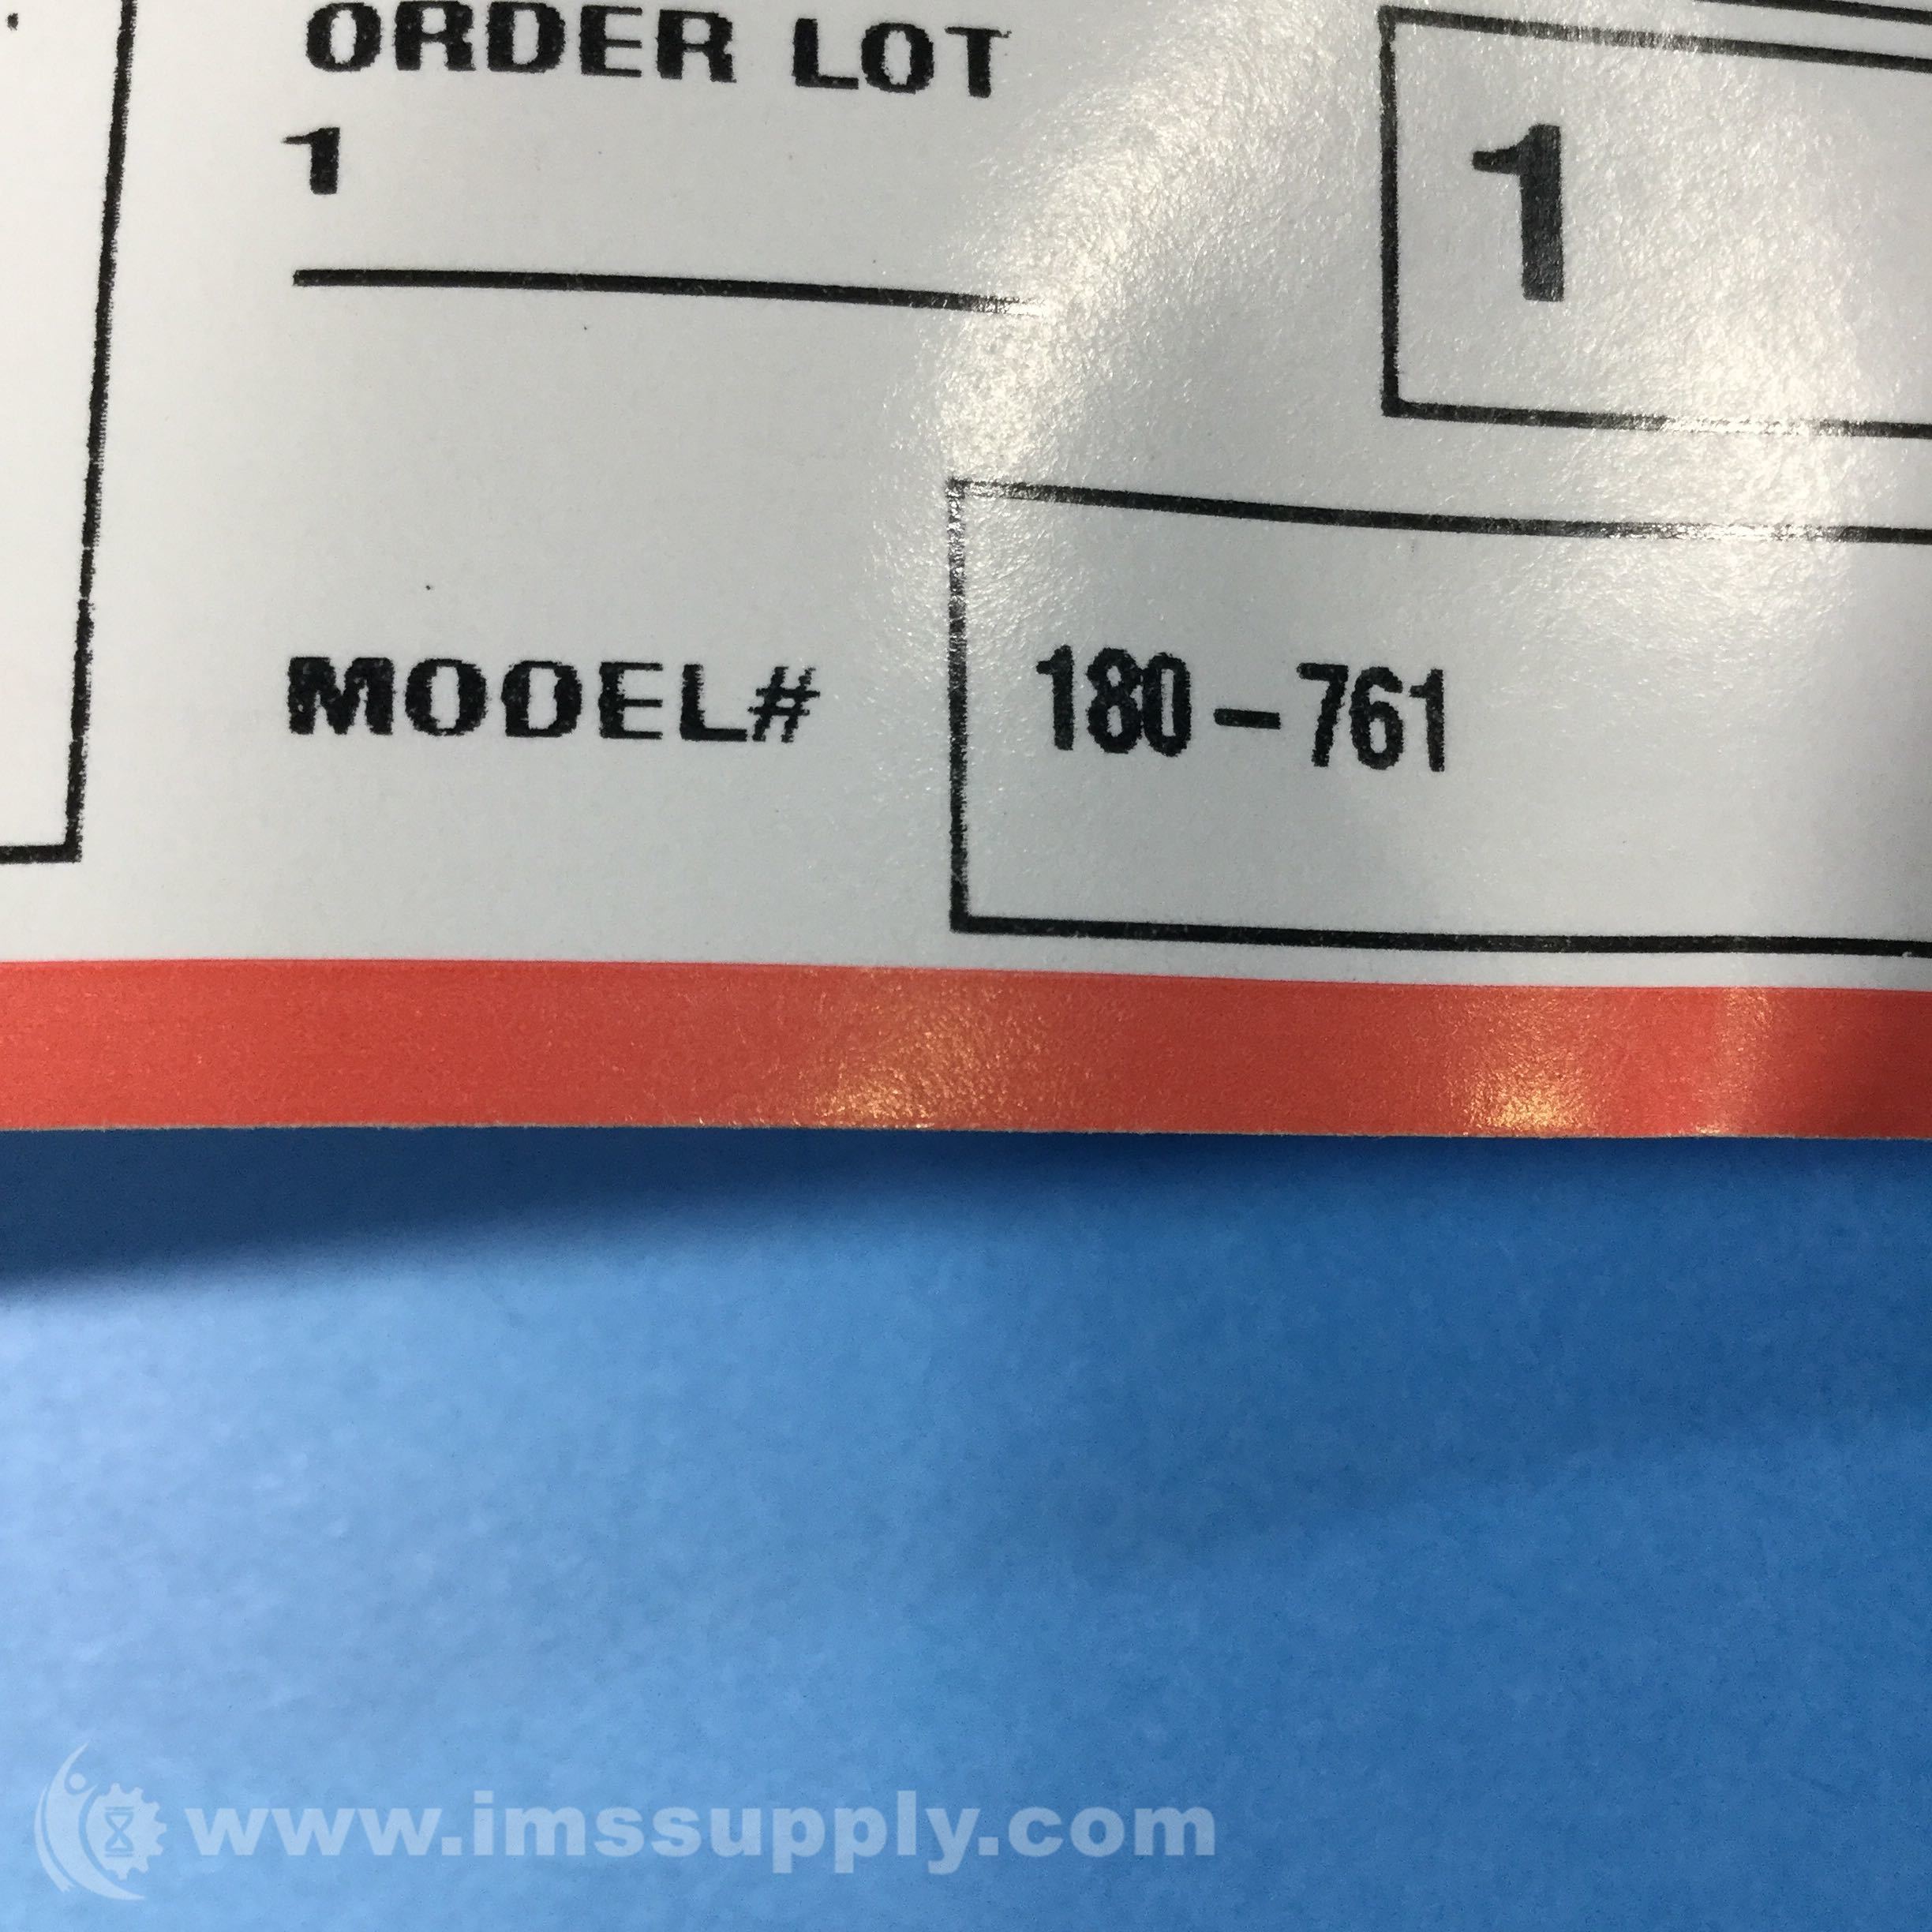 ORDER LOT
1
1
MODEL#
180-761
www.imssupply.com